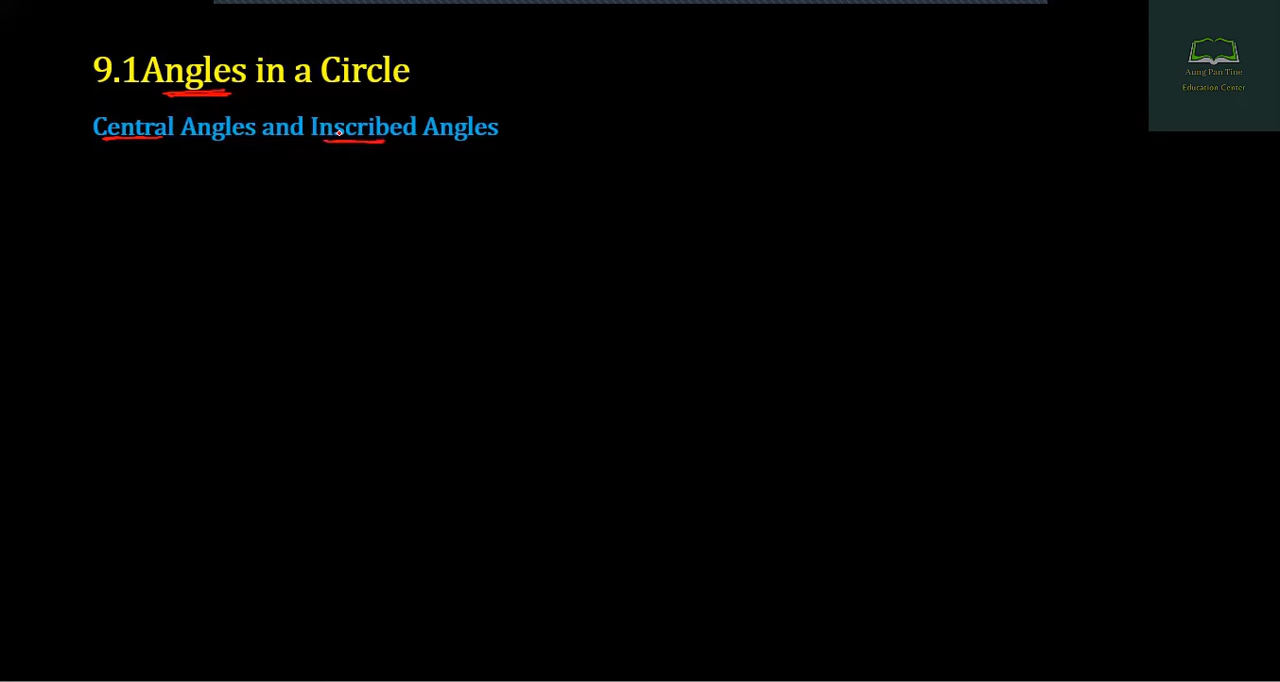 9.1Angles in a Circle
Central Angles and Inscribed Angles
Aung Pan Tine
Education Center